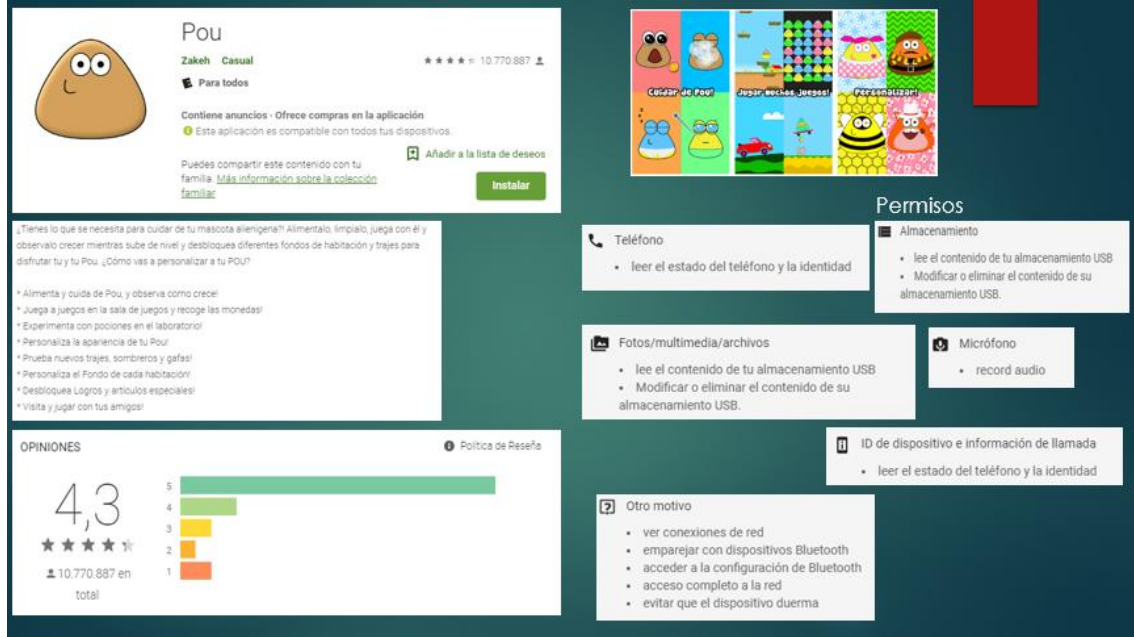 Pou
Zakeh Casual
10.770.887
E Para todos
Contiene anuncios · Ofrece compras en la aplicación
Esta aplicación es compatible con todos tus dispositivos.
Añadir a la lista de deseos
Puedes compartir este contenido con tu
familia. Más información sobre la colección
familiar
Instalar
¿Tienes lo que se necesita para cuidar de tu mascota alienígena?! Alimentalo, limpialo, juega con él y
observalo crecer mientras sube de nivel y desbloquea diferentes fondos de habitación y trajes para
disfrutar tu y tu Pou. ¿Cómo vas a personalizar a tu POU?
* Alimenta y cuida de Pou, y observa como crece!
* Juega a juegos en la sala de juegos y recoge las monedas!
* Experimenta con pociones en el laboratorio!
* Personaliza la apariencia de tu Pou!
* Prueba nuevos trajes, sombreros y gafas!
* Personaliza el Fondo de cada habitación!
* Desbloquea Logros y artículos especiales!
* Visita y jugar con tus amigos!
OPINIONES
Política de Reseña
4,3
10.770.887 en
total
5
4
3
2
1
Cuidar de Pou!
Jugar muchos juegos!
Personalizar!
Permisos
Teléfono
• leer el estado del teléfono y la identidad
Almacenamiento
• lee el contenido de tu almacenamiento USB
• Modificar o eliminar el contenido de su
almacenamiento USB.
Fotos/multimedia/archivos
• lee el contenido de tu almacenamiento USB
• Modificar o eliminar el contenido de su
almacenamiento USB.
Micrófono
• record audio
ID de dispositivo e información de llamada
• leer el estado del teléfono y la identidad
Otro motivo
• ver conexiones de red
• emparejar con dispositivos Bluetooth
• acceder a la configuración de Bluetooth
• acceso completo a la red
• evitar que el dispositivo duerma